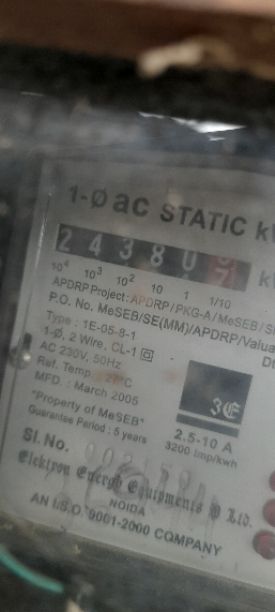 1-Ø ac STATIC
2 4 3 8 0 7
10⁴ 10³ 10² 10 1 1/10
APDRP Project: APDRP/PKG-A/MeSEB/
P.O. No. MeSEB/SE(MM)/APDRP/Valua
Type : 1E-05-8-1
1-Ø, 2 Wire, CL-1
AC 230V, 50Hz
Ref. Temp. : 27°C
MFD. : March 2005
"Property of MeSEB"
Guarantee Period : 5 years
2.5-10 A
3200 imp/kwh
Sl. No.
Elektron Energy Equipments Ltd.
NOIDA
AN I.S.O. 9001-2000 COMPANY